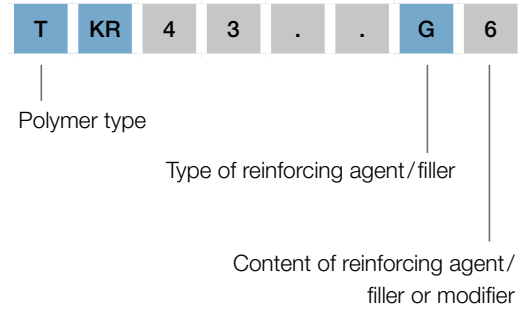 T KR 4 3 . . G 6
Polymer type
Type of reinforcing agent/filler
Content of reinforcing agent/
filler or modifier